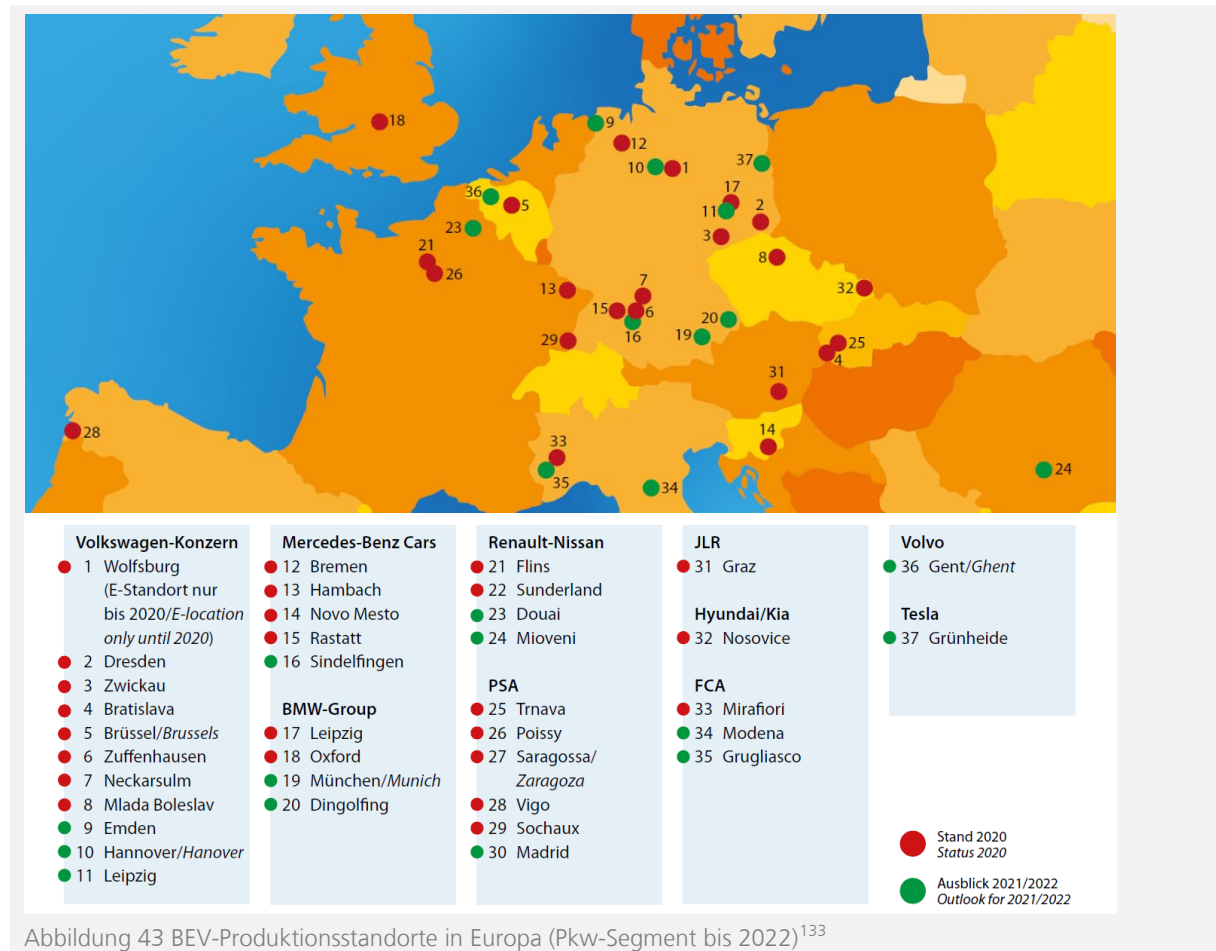 18
9
12
10
1
37
36
5
17
11
2
23
3
21
26
8
13
7
32
15
6
16
20
19
29
25
4
31
28
14
33
35
34
24
Volkswagen-Konzern
1 Wolfsburg
(E-Standort nur
bis 2020/E-location
only until 2020)
2 Dresden
3 Zwickau
4 Bratislava
5 Brüssel/Brussels
6 Zuffenhausen
7 Neckarsulm
8 Mlada Boleslav
9 Emden
10 Hannover/Hanover
11 Leipzig
Mercedes-Benz Cars
12 Bremen
13 Hambach
14 Novo Mesto
15 Rastatt
16 Sindelfingen
BMW-Group
17 Leipzig
18 Oxford
19 München/Munich
20 Dingolfing
Renault-Nissan
21 Flins
22 Sunderland
23 Douai
24 Mioveni
PSA
25 Trnava
26 Poissy
27 Saragossa/
Zaragoza
28 Vigo
29 Sochaux
30 Madrid
JLR
31 Graz
Hyundai/Kia
32 Nosovice
FCA
33 Mirafiori
34 Modena
35 Grugliasco
Volvo
36 Gent/Ghent
Tesla
37 Grünheide
Stand 2020
Status 2020
Ausblick 2021/2022
Outlook for 2021/2022
Abbildung 43 BEV-Produktionsstandorte in Europa (Pkw-Segment bis 2022)133